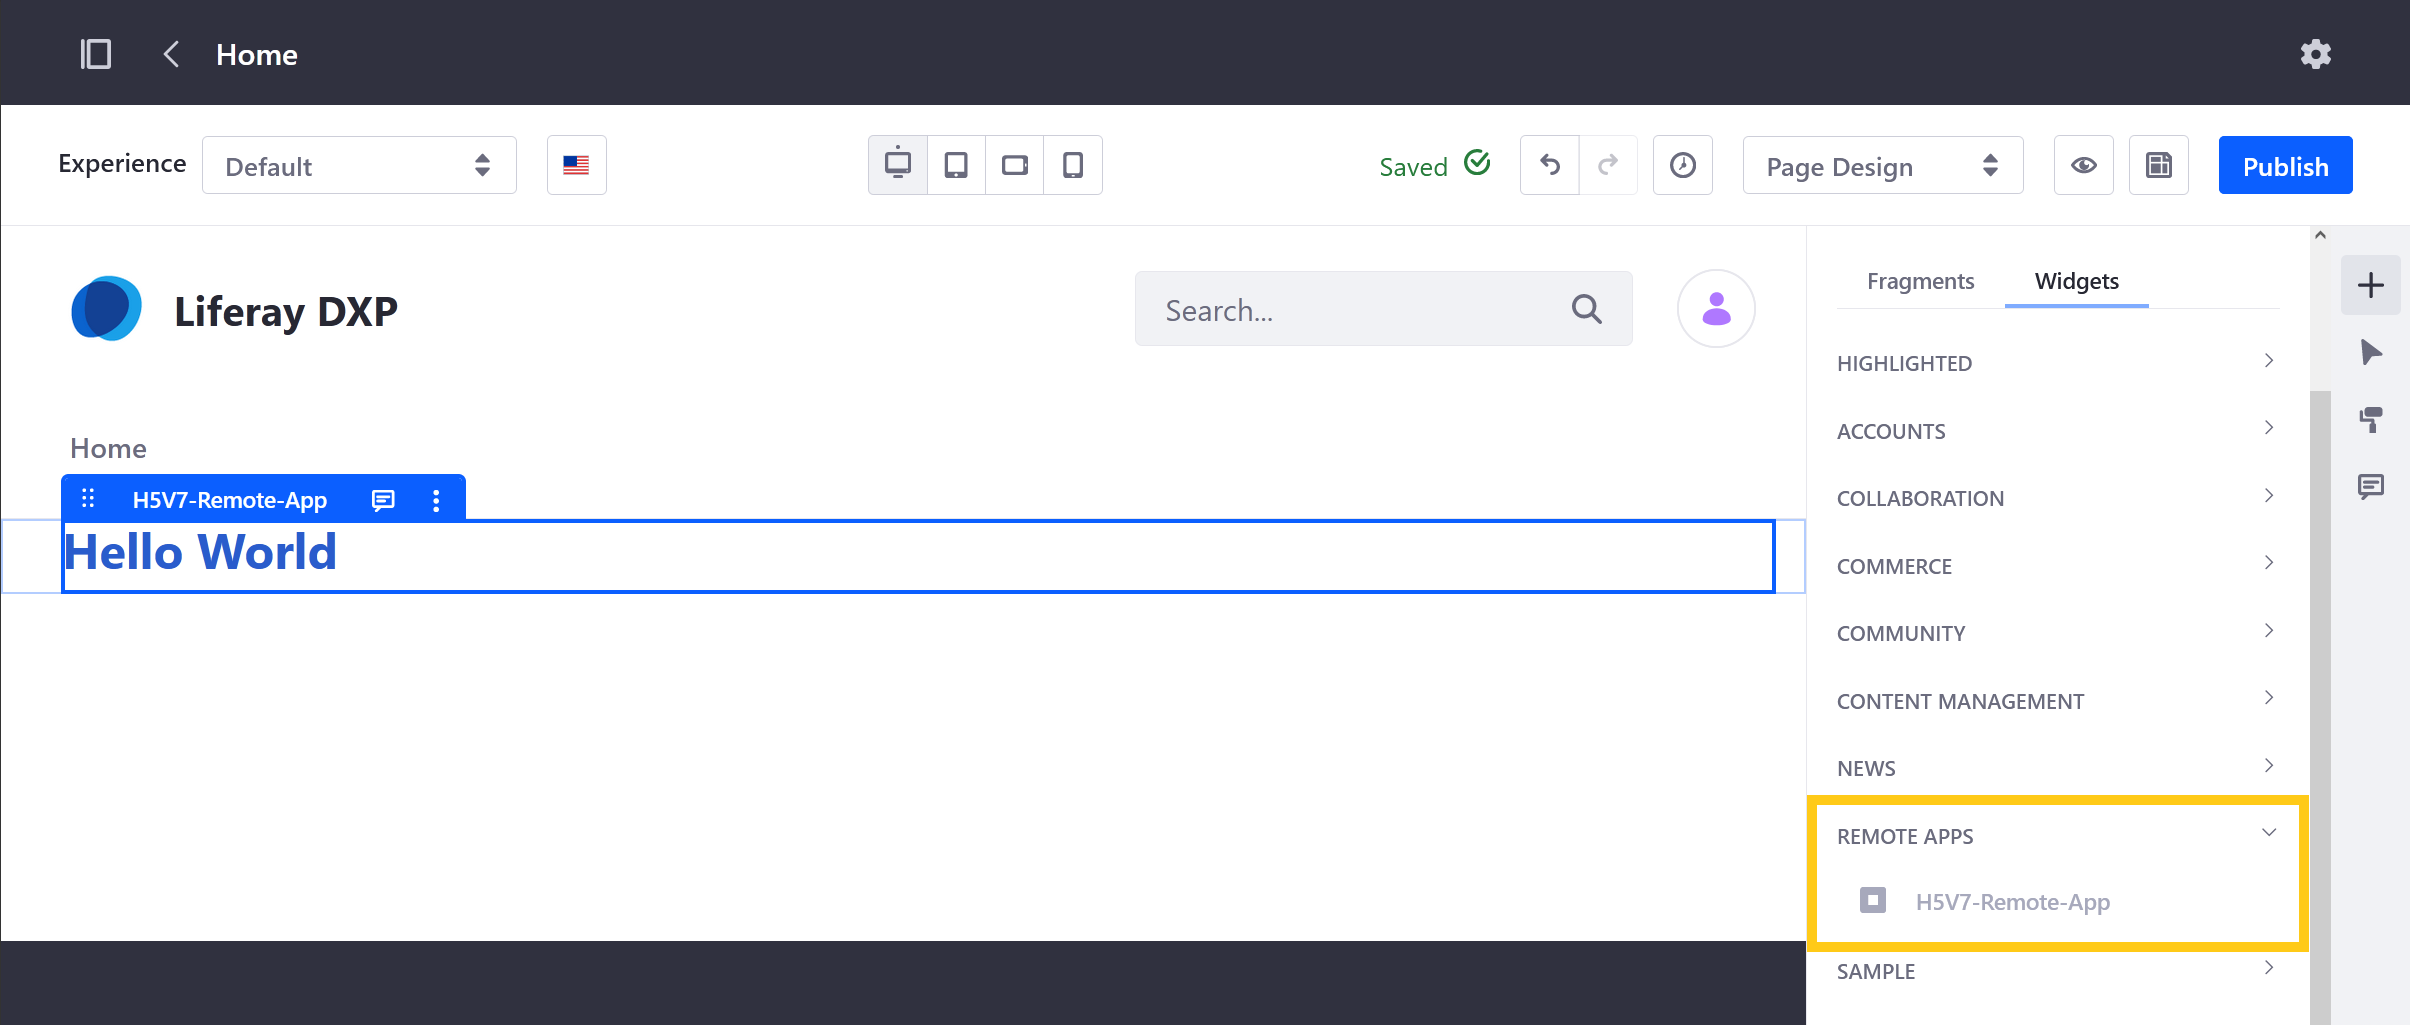 Home
Experience Default Saved Page Design Publish
Liferay DXP Search...
Home
H5V7-Remote-App
Hello World
Fragments Widgets
HIGHLIGHTED
ACCOUNTS
COLLABORATION
COMMERCE
COMMUNITY
CONTENT MANAGEMENT
NEWS
REMOTE APPS
H5V7-Remote-App
SAMPLE